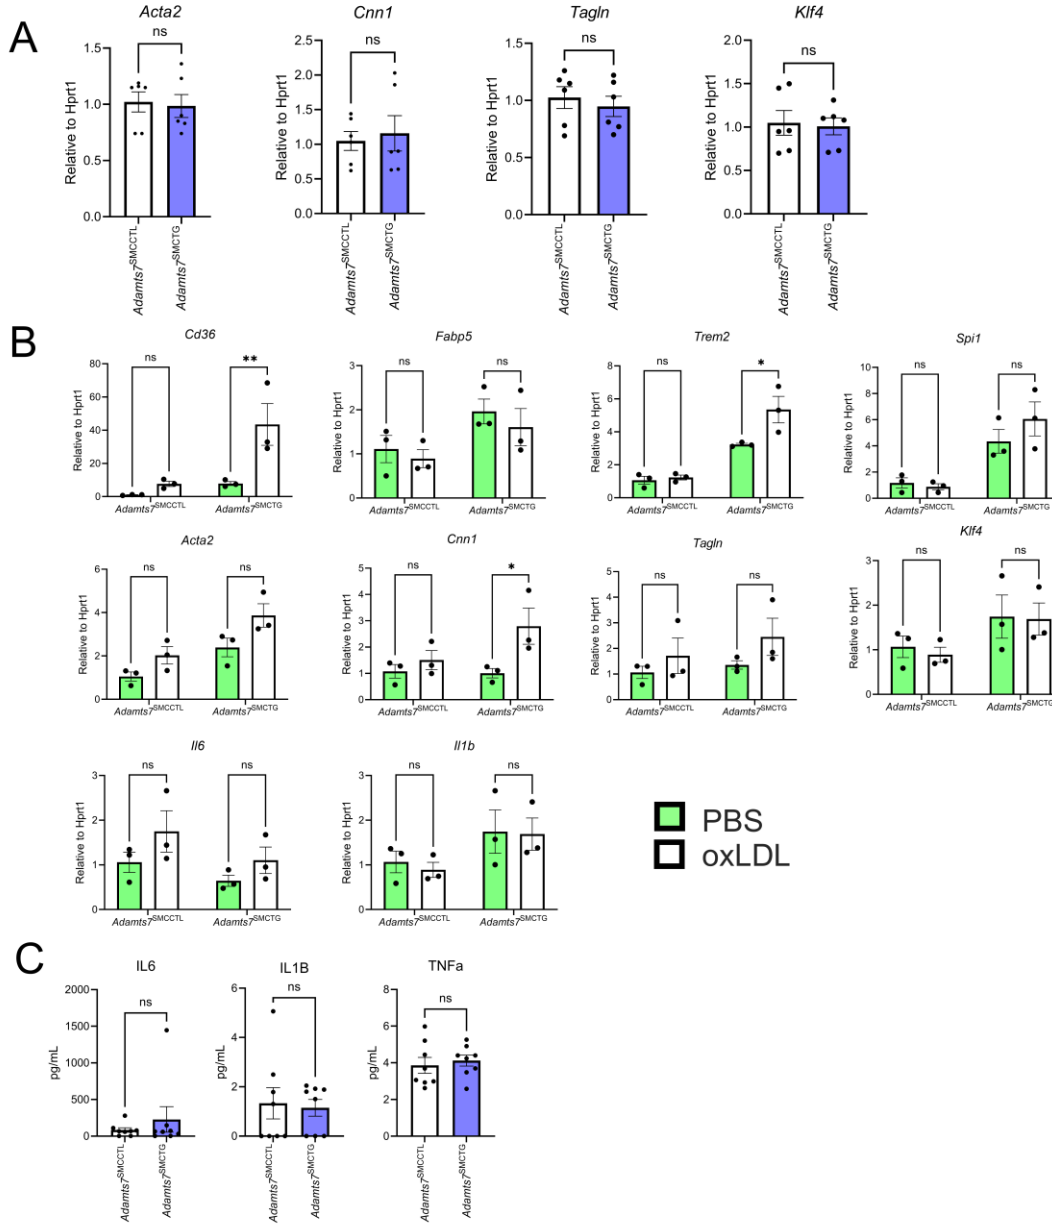 A
Acta2
Cnn1
Tagln
Klf4
ns
ns
ns
ns
Relative to Hprt1
1.5
1.0
0.5
0.0
Relative to Hprt1
2.5
2.0
1.5
1.0
0.5
0.0
Relative to Hprt1
1.5
1.0
0.5
0.0
Relative to Hprt1
2.0
1.5
1.0
0.5
0.0
Adamts7SMCCTL
Adamts7SMCTG
Adamts7SMCCTL
Adamts7SMCTG
Adamts7SMCCTL
Adamts7SMCTG
Adamts7SMCCTL
Adamts7SMCTG
B
Cd36
Fabp5
Trem2
Spi1
ns
**
ns
ns
ns
*
ns
ns
Relative to Hprt1
80
60
40
20
0
Relative to Hprt1
3
2
1
0
Relative to Hprt1
8
6
4
2
0
Relative to Hprt1
10
8
6
4
2
0
Adamts7SMCCTL
Adamts7SMCTG
Adamts7SMCCTL
Adamts7SMCTG
Adamts7SMCCTL
Adamts7SMCTG
Adamts7SMCCTL
Adamts7SMCTG
Acta2
Cnn1
Tagln
Klf4
ns
ns
ns
*
ns
ns
ns
ns
Relative to Hprt1
6
4
2
0
Relative to Hprt1
5
4
3
2
1
0
Relative to Hprt1
5
4
3
2
1
0
Relative to Hprt1
3
2
1
0
Adamts7SMCCTL
Adamts7SMCTG
Adamts7SMCCTL
Adamts7SMCTG
Adamts7SMCCTL
Adamts7SMCTG
Adamts7SMCCTL
Adamts7SMCTG
Il6
Il1b
ns
ns
ns
ns
Relative to Hprt1
3
2
1
0
Relative to Hprt1
3
2
1
0
Adamts7SMCCTL
Adamts7SMCTG
Adamts7SMCCTL
Adamts7SMCTG
PBS
oxLDL
C
IL6
IL1B
TNFa
ns
ns
ns
pg/mL
2000
1500
1000
500
0
pg/mL
6
4
2
0
pg/mL
8
6
4
2
0
Adamts7SMCCTL
Adamts7SMCTG
Adamts7SMCCTL
Adamts7SMCTG
Adamts7SMCCTL
Adamts7SMCTG